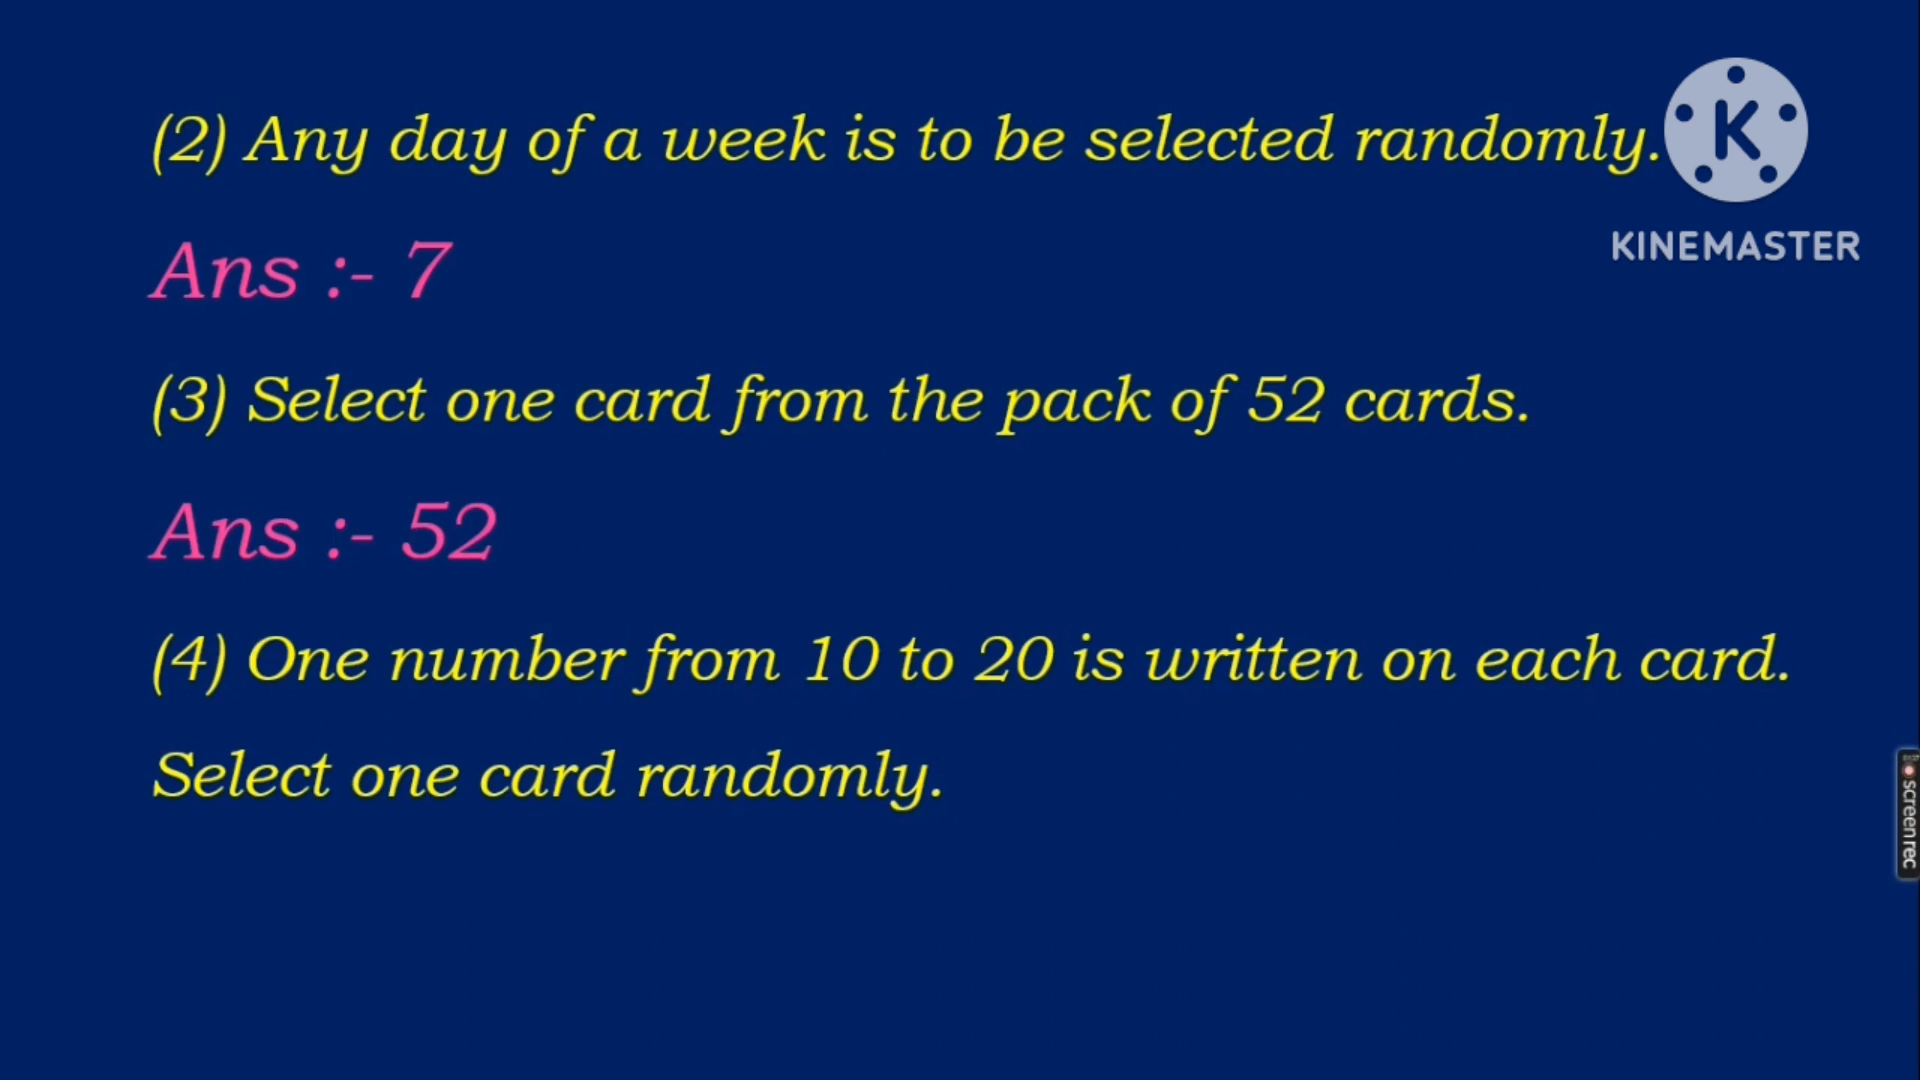 (2) Any day of a week is to be selected randomly.
K
KINEMASTER
Ans :- 7
(3) Select one card from the pack of 52 cards.
Ans :- 52
(4) One number from 10 to 20 is written on each card.
Select one card randomly.
screen rec